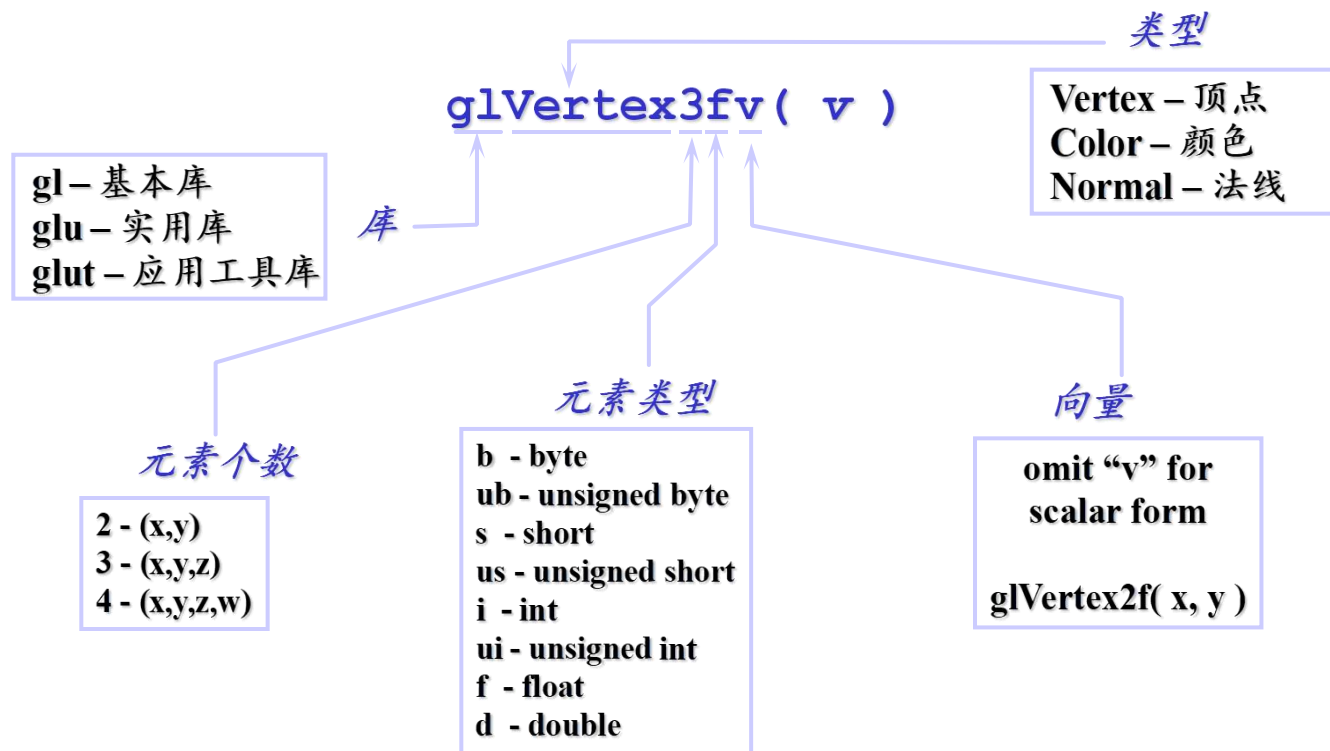 类型
glVertex3fv( v )
Vertex – 顶点
Color – 颜色
Normal – 法线
gl – 基本库
glu – 实用库
glut – 应用工具库
库
元素个数
2 - (x,y)
3 - (x,y,z)
4 - (x,y,z,w)
元素类型
b - byte
ub - unsigned byte
s - short
us - unsigned short
i - int
ui - unsigned int
f - float
d - double
向量
omit “v” for
scalar form
glVertex2f( x, y )